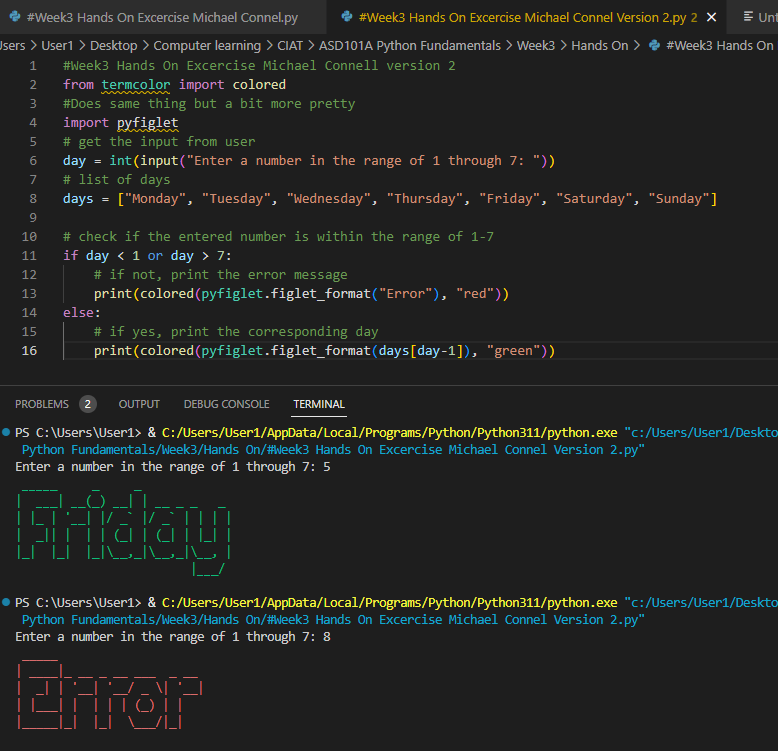 #Week3 Hands On Excercise Michael Connel.py
#Week3 Hands On Excercise Michael Connel Version 2.py 2
Users > User1 > Desktop > Computer learning > CIAT > ASD101A Python Fundamentals > Week3 > Hands On > #Week3 Hands On
1 #Week3 Hands On Excercise Michael Connell version 2
2 from termcolor import colored
3 #Does same thing but a bit more pretty
4 import pyfiglet
5 # get the input from user
6 day = int(input("Enter a number in the range of 1 through 7: "))
7 # list of days
8 days = ["Monday", "Tuesday", "Wednesday", "Thursday", "Friday", "Saturday", "Sunday"]
9
10 # check if the entered number is within the range of 1-7
11 if day < 1 or day > 7:
12     # if not, print the error message
13     print(colored(pyfiglet.figlet_format("Error"), "red"))
14 else:
15     # if yes, print the corresponding day
16     print(colored(pyfiglet.figlet_format(days[day-1]), "green"))
PROBLEMS 2 OUTPUT DEBUG CONSOLE TERMINAL
PS C:\Users\User1> & C:/Users/User1/AppData/Local/Programs/Python/Python311/python.exe "c:/Users/User1/Deskto
Python Fundamentals/Week3/Hands On/#Week3 Hands On Excercise Michael Connel Version 2.py"
Enter a number in the range of 1 through 7: 5
Friday
PS C:\Users\User1> & C:/Users/User1/AppData/Local/Programs/Python/Python311/python.exe "c:/Users/User1/Deskto
Python Fundamentals/Week3/Hands On/#Week3 Hands On Excercise Michael Connel Version 2.py"
Enter a number in the range of 1 through 7: 8
Error